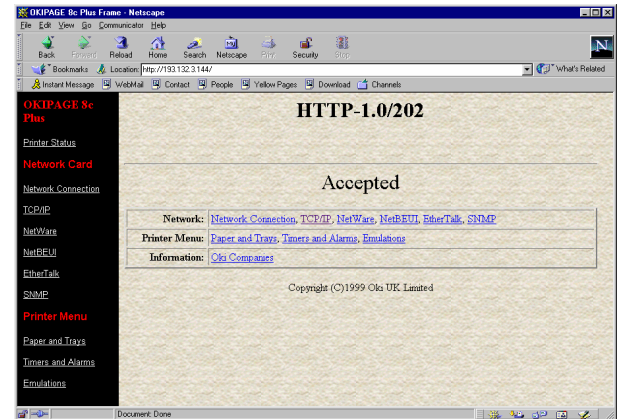 OKIPAGE 8c Plus Frame - Netscape
File Edit View Go Communicator Help
Back Forward Reload Home Search Netscape Print Security Stop
Bookmarks Location: http://193.132.3.144/ What's Related
Instant Message WebMail Contact People Yellow Pages Download Channels
OKIPAGE 8c
Plus
Printer Status
Network Card
Network Connection
TCP/IP
NetWare
NetBEUI
EtherTalk
SNMP
Printer Menu
Paper and Trays
Timers and Alarms
Emulations
HTTP-1.0/202
Accepted
Network: Network Connection, TCP/IP, NetWare, NetBEUI, EtherTalk, SNMP
Printer Menu: Paper and Trays, Timers and Alarms, Emulations
Information: Oki Companies
Copyright (C)1999 Oki UK Limited
Document: Done